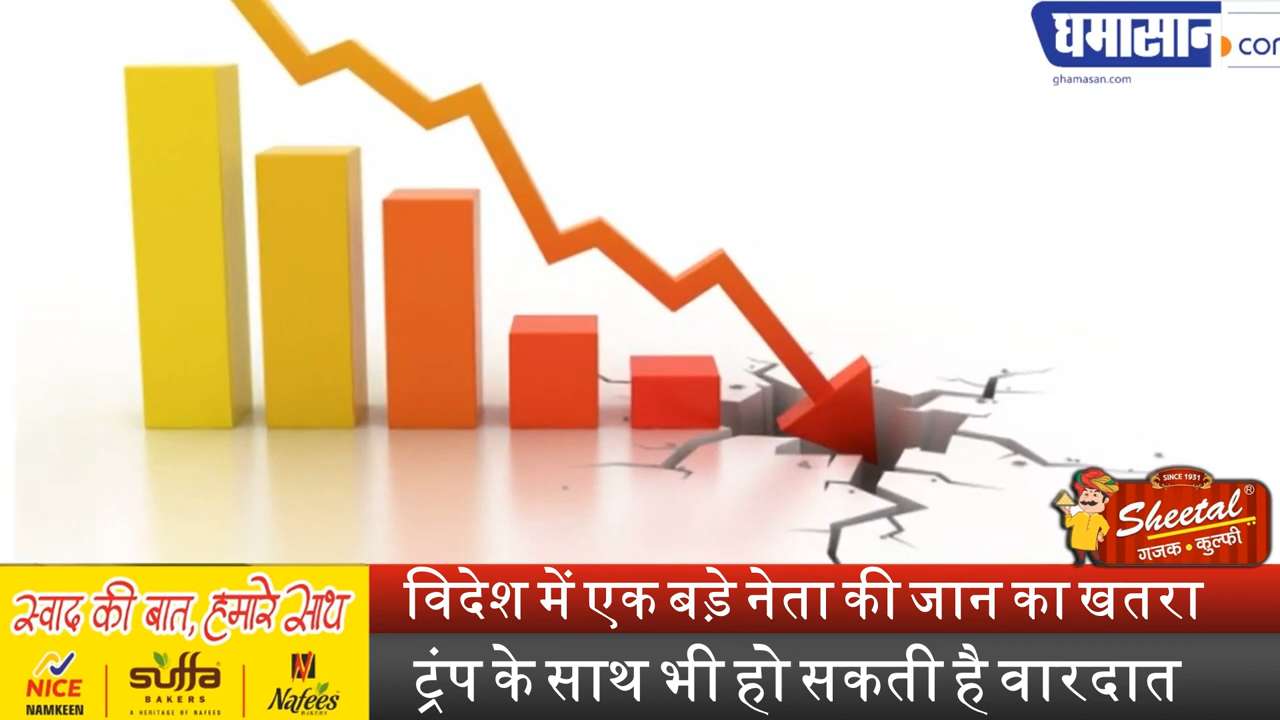 घमासान
.com
ghamasan.com
SINCE 1931
Sheetal®
गजक • कुल्फी
विदेश में एक बड़े नेता की जान का खतरा
ट्रंप के साथ भी हो सकती है वारदात
स्वाद की बात, हमारे साथ
NICE
NAMKEEN
suffa
BAKERS
A HERITAGE OF NAFEES
Nafees
BAKERS